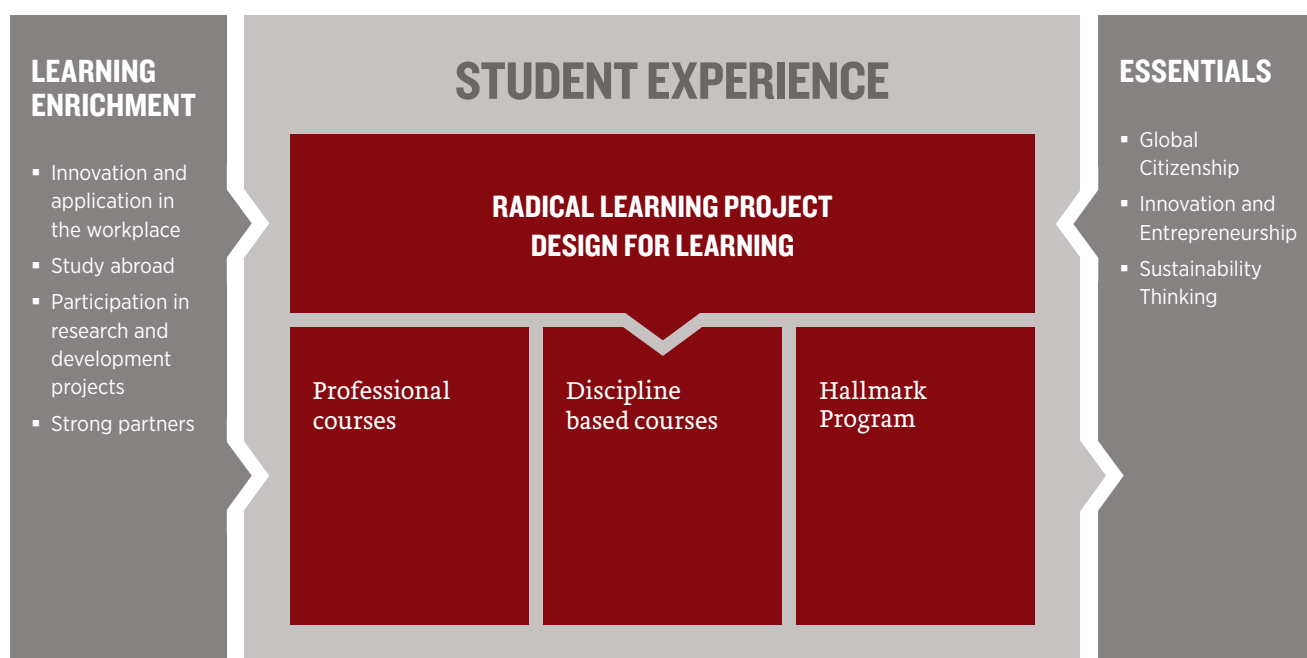 LEARNING
ENRICHMENT
▪ Innovation and
application in
the workplace
▪ Study abroad
▪ Participation in
research and
development
projects
▪ Strong partners
STUDENT EXPERIENCE
RADICAL LEARNING PROJECT
DESIGN FOR LEARNING
Professional
courses
Discipline
based courses
Hallmark
Program
ESSENTIALS
▪ Global
Citizenship
▪ Innovation and
Entrepreneurship
▪ Sustainability
Thinking